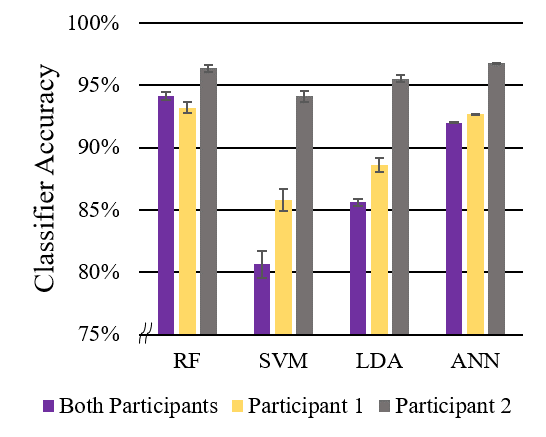 100%
95%
90%
85%
80%
75%
Classifier Accuracy
RF SVM LDA ANN
Both Participants Participant 1 Participant 2